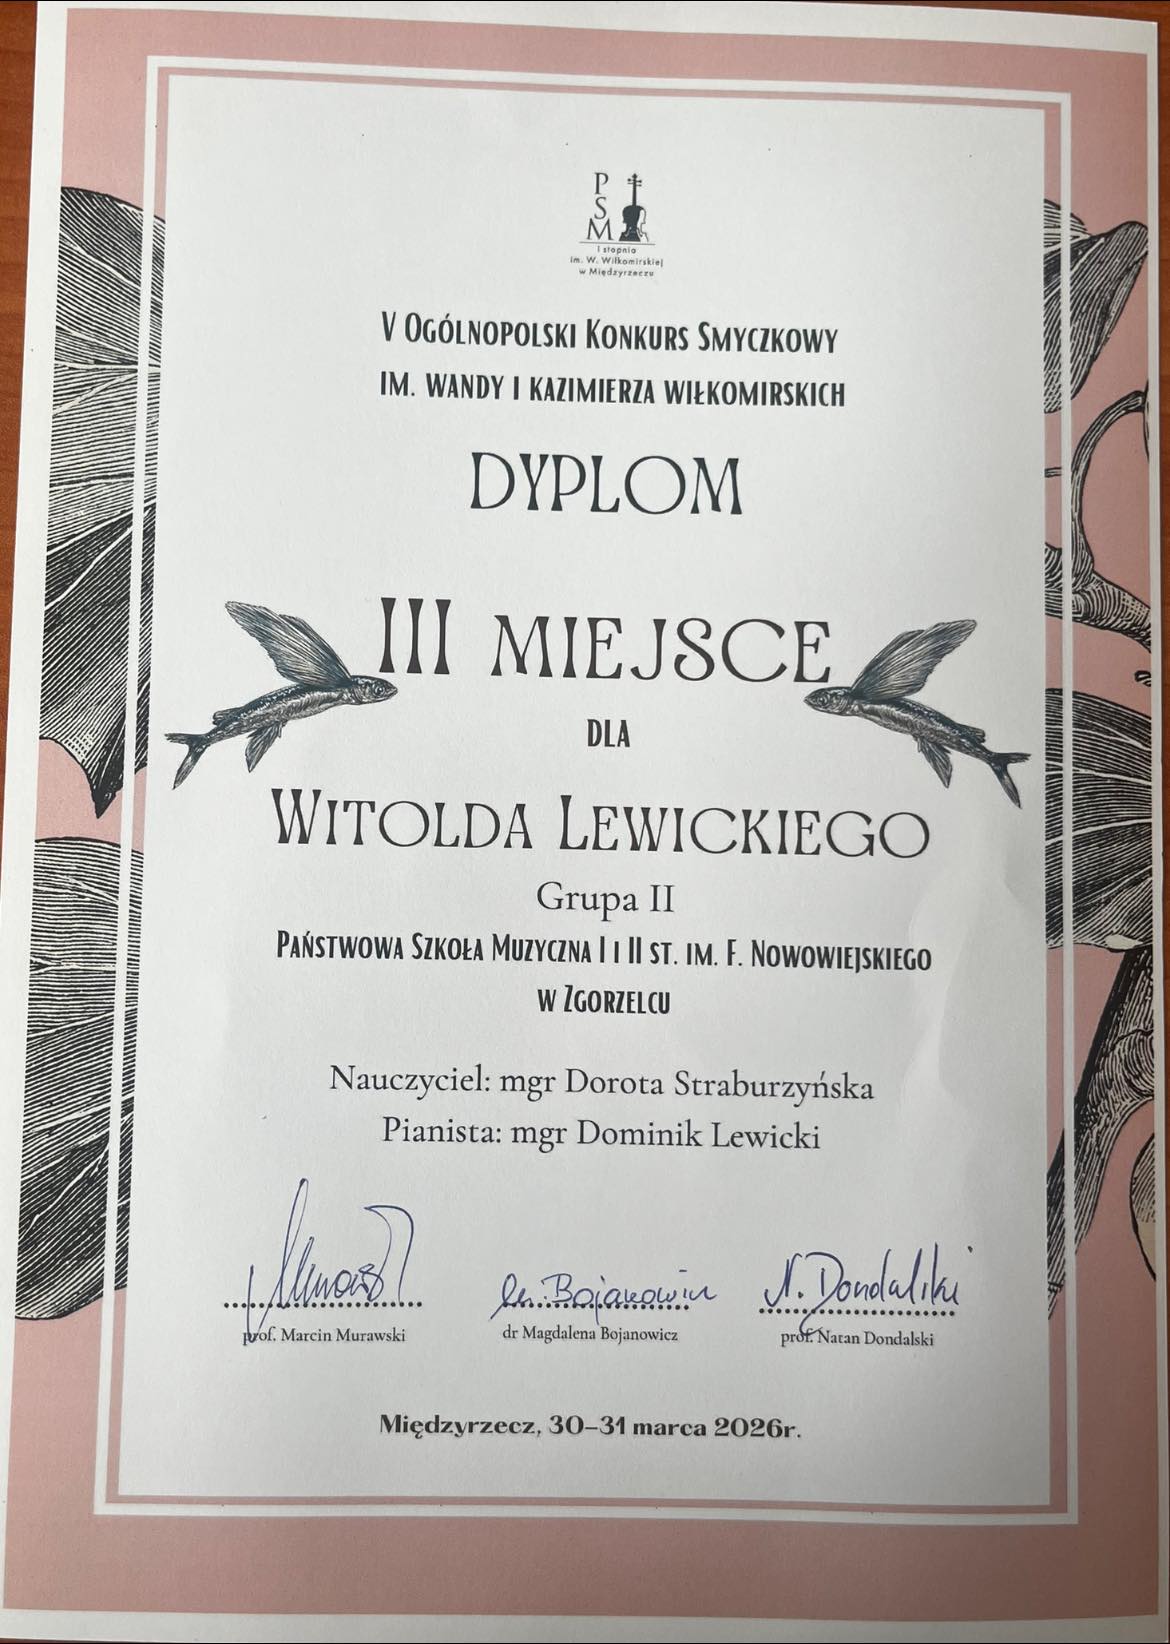 PSM
I stopnia
im. W. Wiłkomirskiej
w Międzyrzeczu
V Ogólnopolski Konkurs Smyczkowy
im. Wandy i Kazimierza Wiłkomirskich
DYPLOM
III MIEJSCE
DLA
Witolda Lewickiego
Grupa II
Państwowa Szkoła Muzyczna I i II st. im. F. Nowowiejskiego
w Zgorzelcu
Nauczyciel: mgr Dorota Straburzyńska
Pianista: mgr Dominik Lewicki
N. Dondalski
prof. Marcin Murawski
dr Magdalena Bojanowicz
prof. Natan Dondalski
Międzyrzecz, 30–31 marca 2026r.